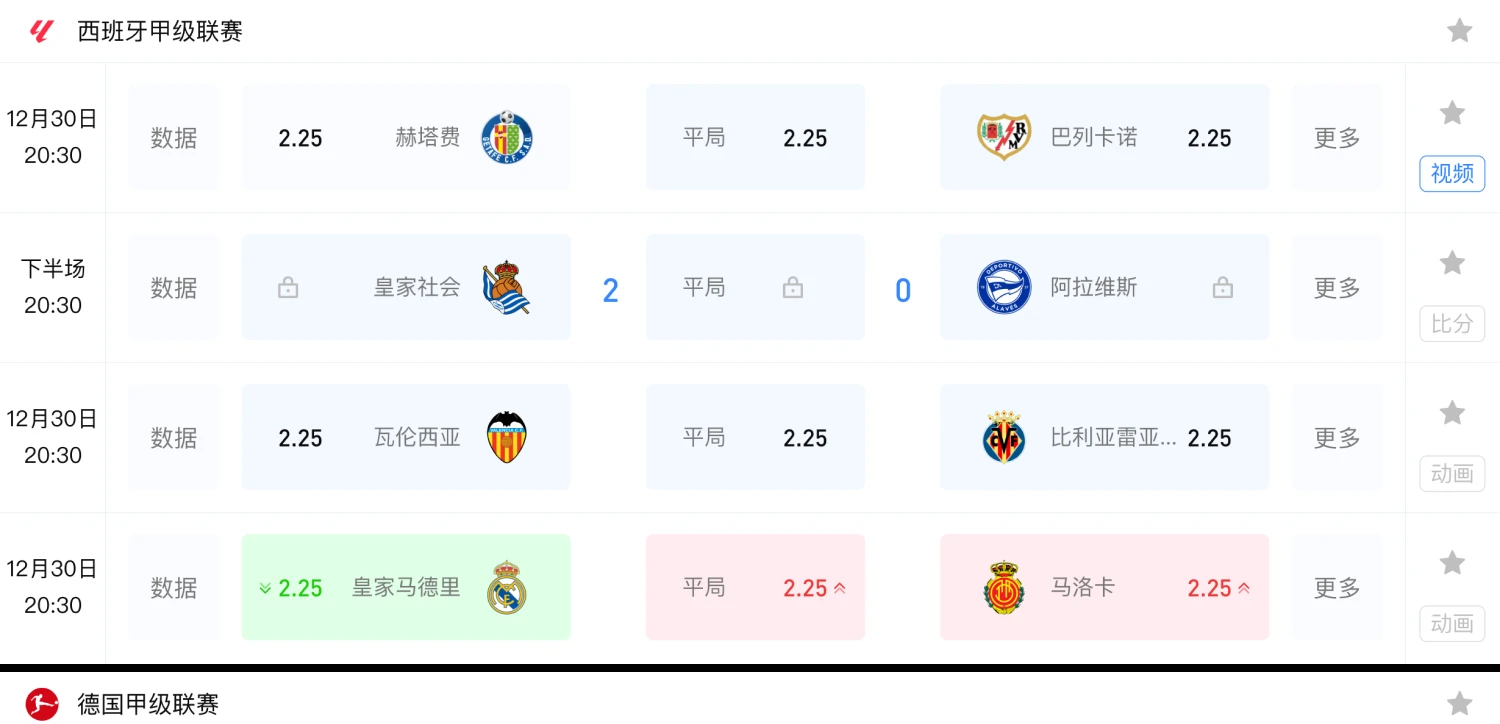 西班牙甲级联赛
12月30日
20:30
数据
2.25
赫塔费
GETAFE C.F. S.A.D.
平局
2.25
巴列卡诺
2.25
更多
视频
下半场
20:30
数据
皇家社会
2
平局
0
DEPORTIVO
ALAVÉS
阿拉维斯
更多
比分
12月30日
20:30
数据
2.25
瓦伦西亚
平局
2.25
比利亚雷亚...
2.25
更多
动画
12月30日
20:30
数据
2.25
皇家马德里
平局
2.25
马洛卡
2.25
更多
动画
德国甲级联赛